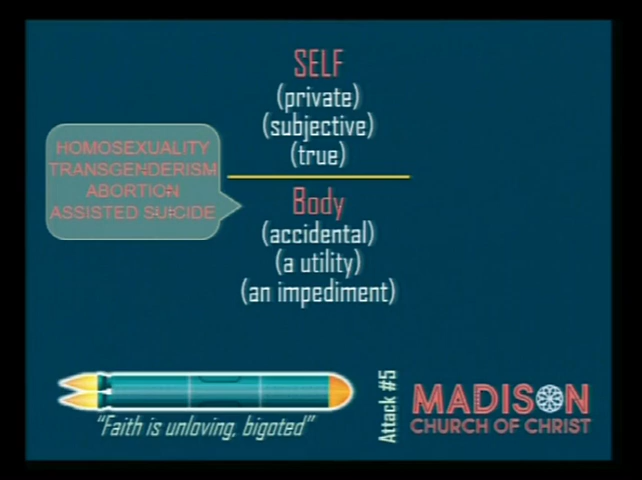 SELF
(private)
(subjective)
(true)
HOMOSEXUALITY
TRANSGENDERISM
ABORTION
ASSISTED SUICIDE
Body
(accidental)
(a utility)
(an impediment)
"Faith is unloving, bigoted"
Attack #5
MADISON
CHURCH OF CHRIST